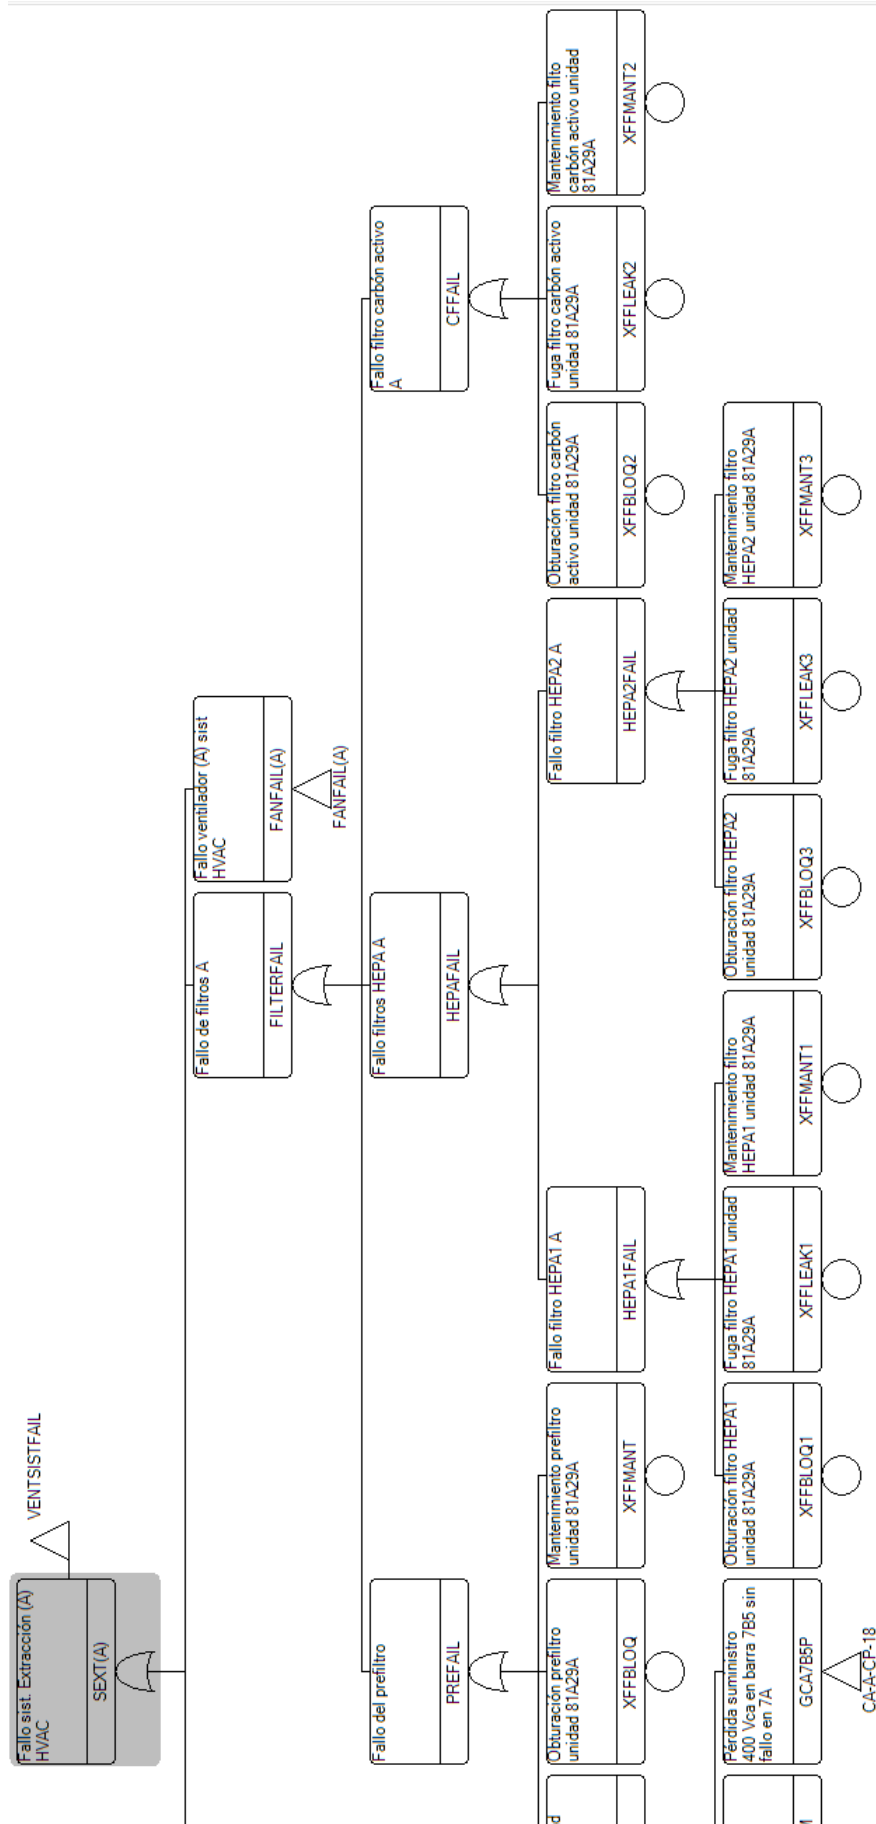 VENTSISTFAIL
Fallo sist. Extracción (A)
HVAC
SEXT(A)
Fallo de filtros A
FILTERFAIL
Fallo ventilador (A) sist
HVAC
FANFAIL(A)
FANFAIL(A)
Fallo del prefiltro
PREFAIL
Fallo filtros HEPA A
HEPAFAIL
Fallo filtro carbón activo
A
CFFAIL
d
Obturación prefiltro
unidad 81A29A
XFFBLOQ
Mantenimiento prefiltro
unidad 81A29A
XFFMANT
Fallo filtro HEPA1 A
HEPA1FAIL
Fallo filtro HEPA2 A
HEPA2FAIL
Obturación filtro carbón
activo unidad 81A29A
XFFBLOQ2
Fuga filtro carbón activo
unidad 81A29A
XFFLEAK2
Mantenimiento filto
carbón activo unidad
81A29A
XFFMANT2
M
Pérdida suministro
400 Vca en barra 7B5 sin
fallo en 7A
GCA7B5P
CA-A-CP-18
Obturación filtro HEPA1
unidad 81A29A
XFFBLOQ1
Fuga filtro HEPA1 unidad
81A29A
XFFLEAK1
Mantenimiento filtro
HEPA1 unidad 81A29A
XFFMANT1
Obturación filtro HEPA2
unidad 81A29A
XFFBLOQ3
Fuga filtro HEPA2 unidad
81A29A
XFFLEAK3
Mantenimiento filtro
HEPA2 unidad 81A29A
XFFMANT3